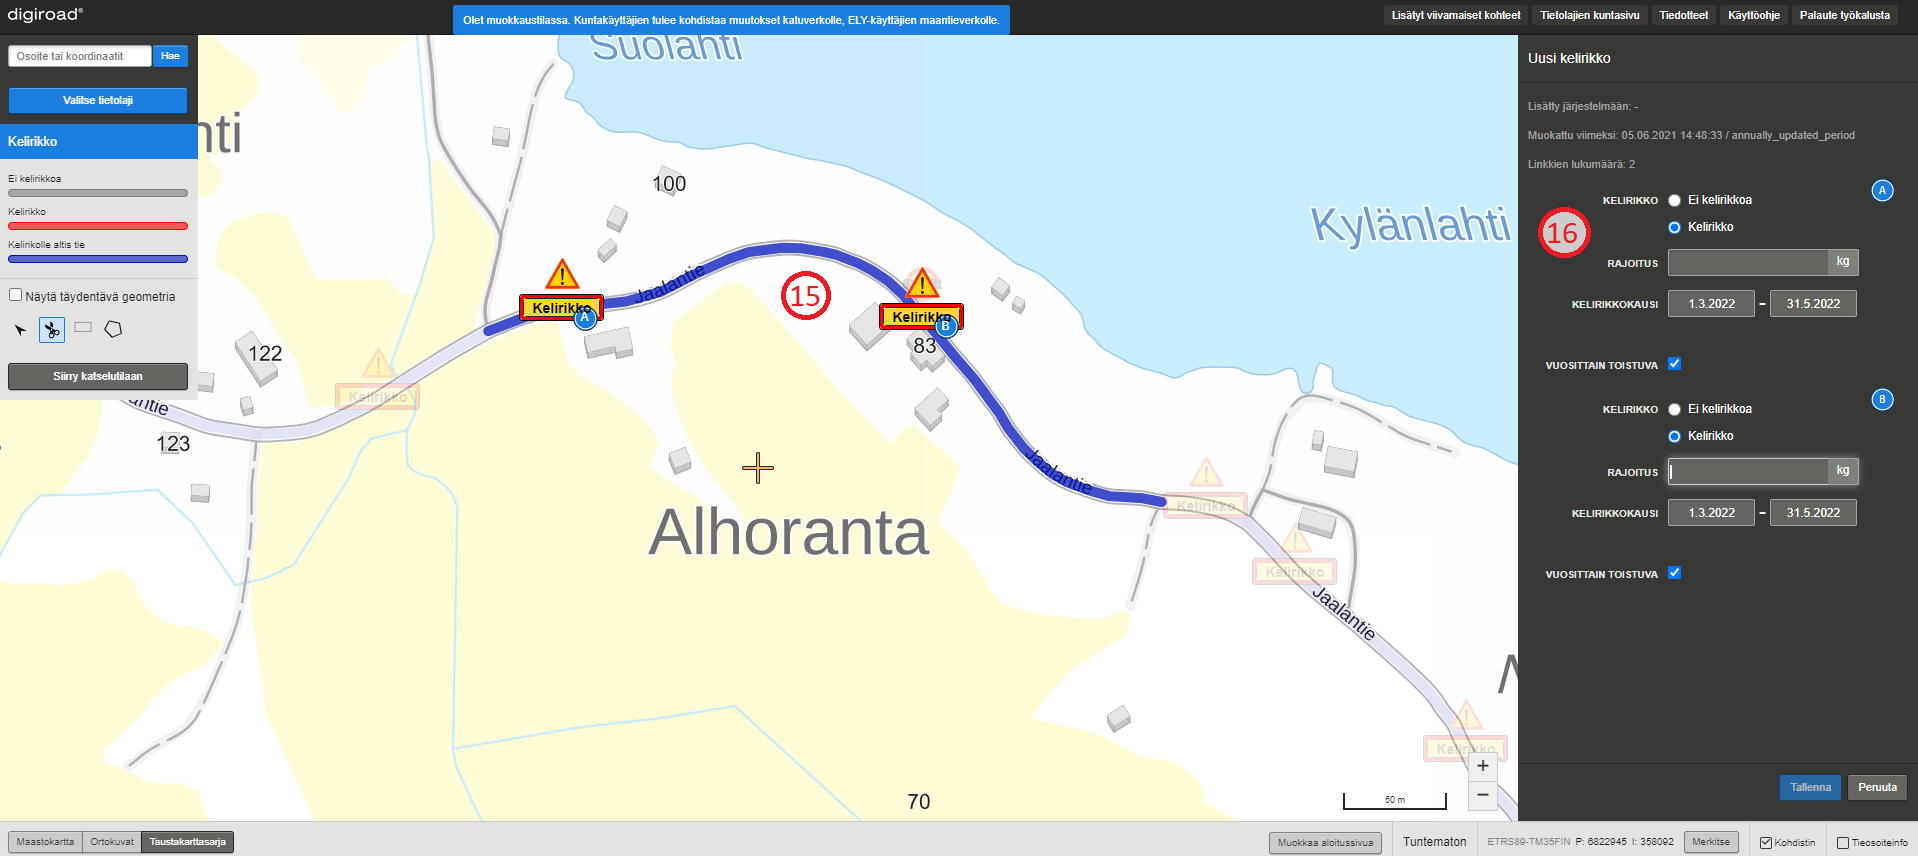 digiroad®
Olet muokkaustilassa. Kuntakäyttäjien tulee kohdistaa muutokset katuverkolle, ELY-käyttäjien maantieverkolle.
Lisätyt viivamaiset kohteet
Tietolajien kuntasivu
Tiedotteet
Käyttöohje
Palaute työkalusta
Osoite tai koordinaatit
Hae
Valitse tietolaji
Kelirikko
Ei kelirikkoa
Kelirikko
Kelirikolle altis tie
Näytä täydentävä geometria
Siirry katselutilaan
Suolahti
Kylänlahti
100
Jaalantie
Kelirikko
A
15
Kelirikko
B
83
122
Kelirikko
123
Jaalantie
Alhoranta
Kelirikko
Kelirikko
Jaalantie
Kelirikko
70
+
−
50 m
Uusi kelirikko
Lisätty järjestelmään: -
Muokattu viimeksi: 05.06.2021 14:48:33 / annually_updated_period
Linkkien lukumäärä: 2
A
KELIRIKKO Ei kelirikkoa
16
Kelirikko
RAJOITUS kg
KELIRIKKOKAUSI 1.3.2022 – 31.5.2022
VUOSITTAIN TOISTUVA
B
KELIRIKKO Ei kelirikkoa
Kelirikko
RAJOITUS kg
KELIRIKKOKAUSI 1.3.2022 – 31.5.2022
VUOSITTAIN TOISTUVA
Tallenna
Peruuta
Maastokartta
Ortokuvat
Taustakarttasarja
Muokkaa aloitussivua
Tuntematon
ETRS89-TM35FIN P: 6822945 I: 358092
Merkitse
Kohdistin
Tieosoiteinfo